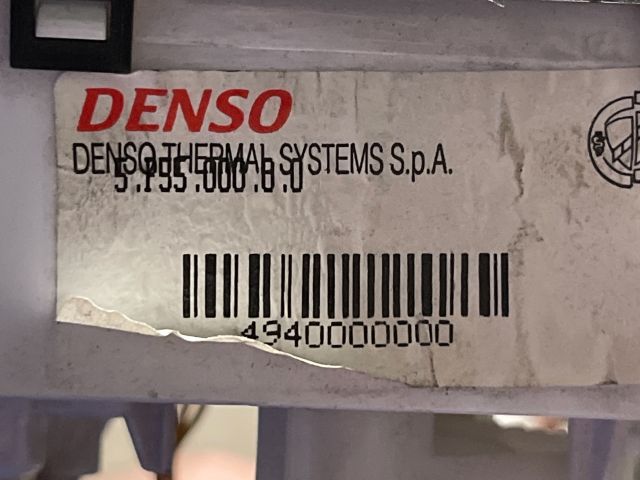 DENSO
DENSO THERMAL SYSTEMS S.p.A.
4940000000